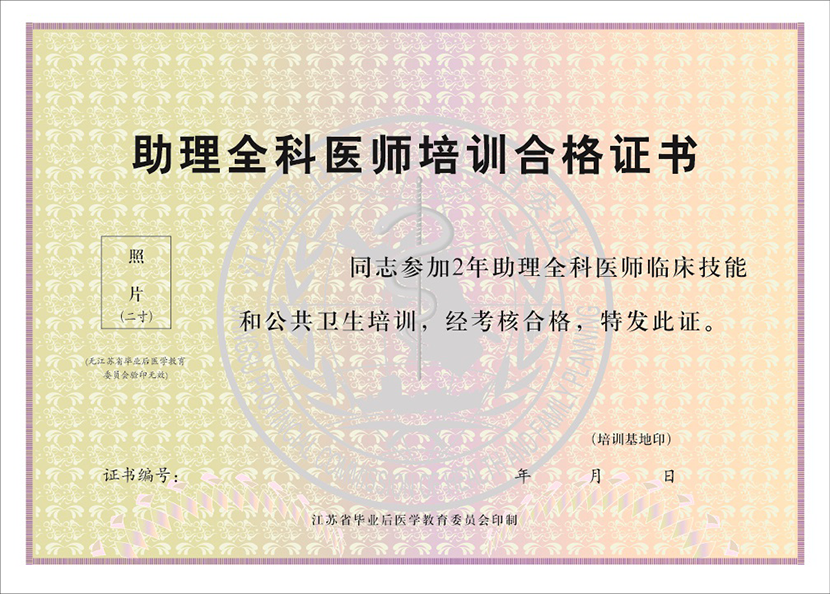 助理全科医师培训合格证书
照
片
(二寸)
同志参加2年助理全科医师临床技能
和公共卫生培训，经考核合格，特发此证。
(无江苏省毕业后医学教育
委员会验印无效)
(培训基地印)
证书编号：
年 月 日
江苏省毕业后医学教育委员会印制